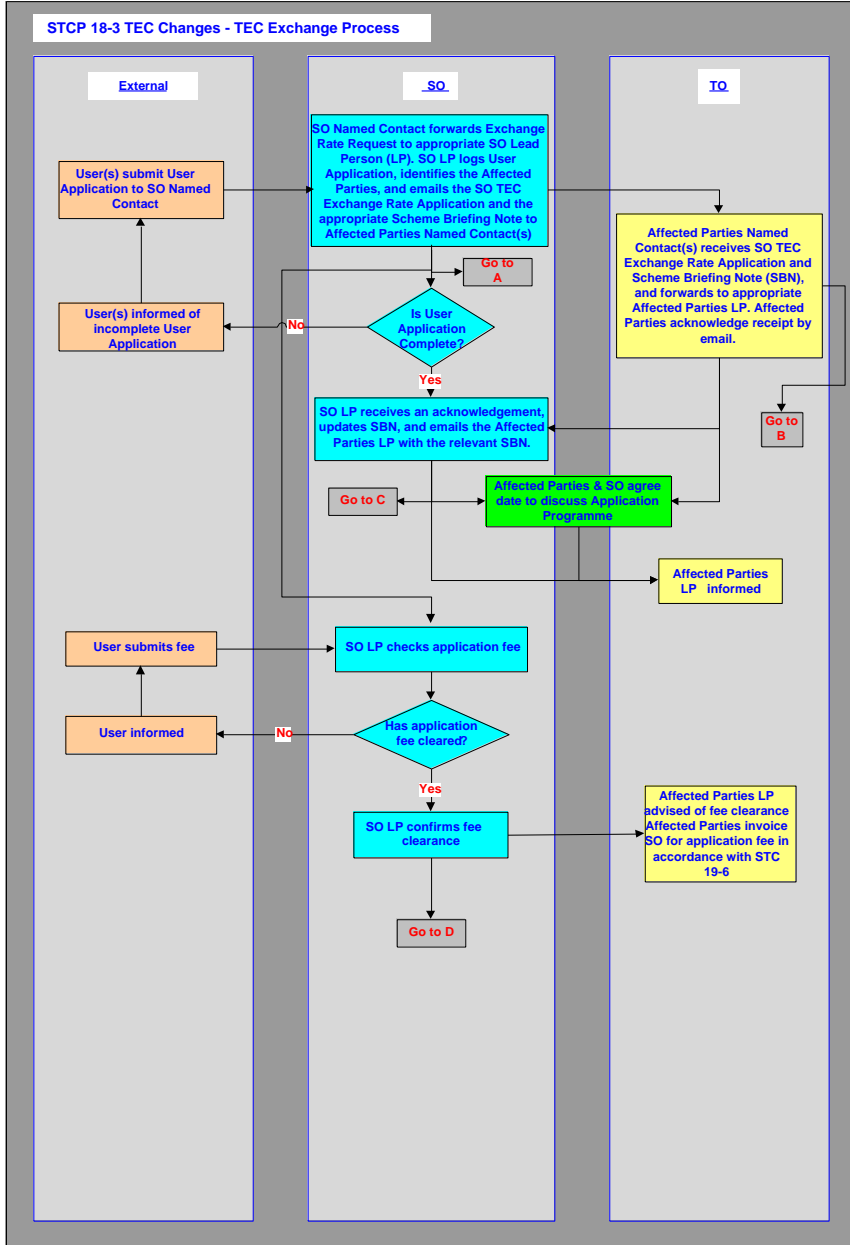 STCP 18-3 TEC Changes - TEC Exchange Process
External
SO
TO
SO Named Contact forwards Exchange
Rate Request to appropriate SO Lead
Person (LP). SO LP logs User
Application, identifies the Affected
Parties, and emails the SO TEC
Exchange Rate Application and the
appropriate Scheme Briefing Note to
Affected Parties Named Contact(s)
User(s) submit User
Application to SO Named
Contact
Affected Parties Named
Contact(s) receives SO TEC
Exchange Rate Application and
Scheme Briefing Note (SBN),
and forwards to appropriate
Affected Parties LP. Affected
Parties acknowledge receipt by
email.
Go to
A
User(s) informed of
incomplete User
Application
No
Is User
Application
Complete?
Yes
SO LP receives an acknowledgement,
updates SBN, and emails the Affected
Parties LP with the relevant SBN.
Go to
B
Go to C
Affected Parties & SO agree
date to discuss Application
Programme
Affected Parties
LP informed
User submits fee
SO LP checks application fee
User informed
No
Has application
fee cleared?
Yes
SO LP confirms fee
clearance
Affected Parties LP
advised of fee clearance
Affected Parties invoice
SO for application fee in
accordance with STC
19-6
Go to D